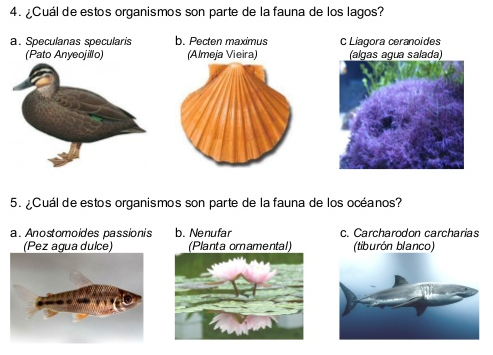 4. ¿Cuál de estos organismos son parte de la fauna de los lagos?
a. Speculanas specularis
(Pato Anyeojillo)
b. Pecten maximus
(Almeja Vieira)
c Liagora ceranoides
(algas agua salada)
5. ¿Cuál de estos organismos son parte de la fauna de los océanos?
a. Anostomoides passionis
(Pez agua dulce)
b. Nenufar
(Planta ornamental)
c. Carcharodon carcharias
(tiburón blanco)